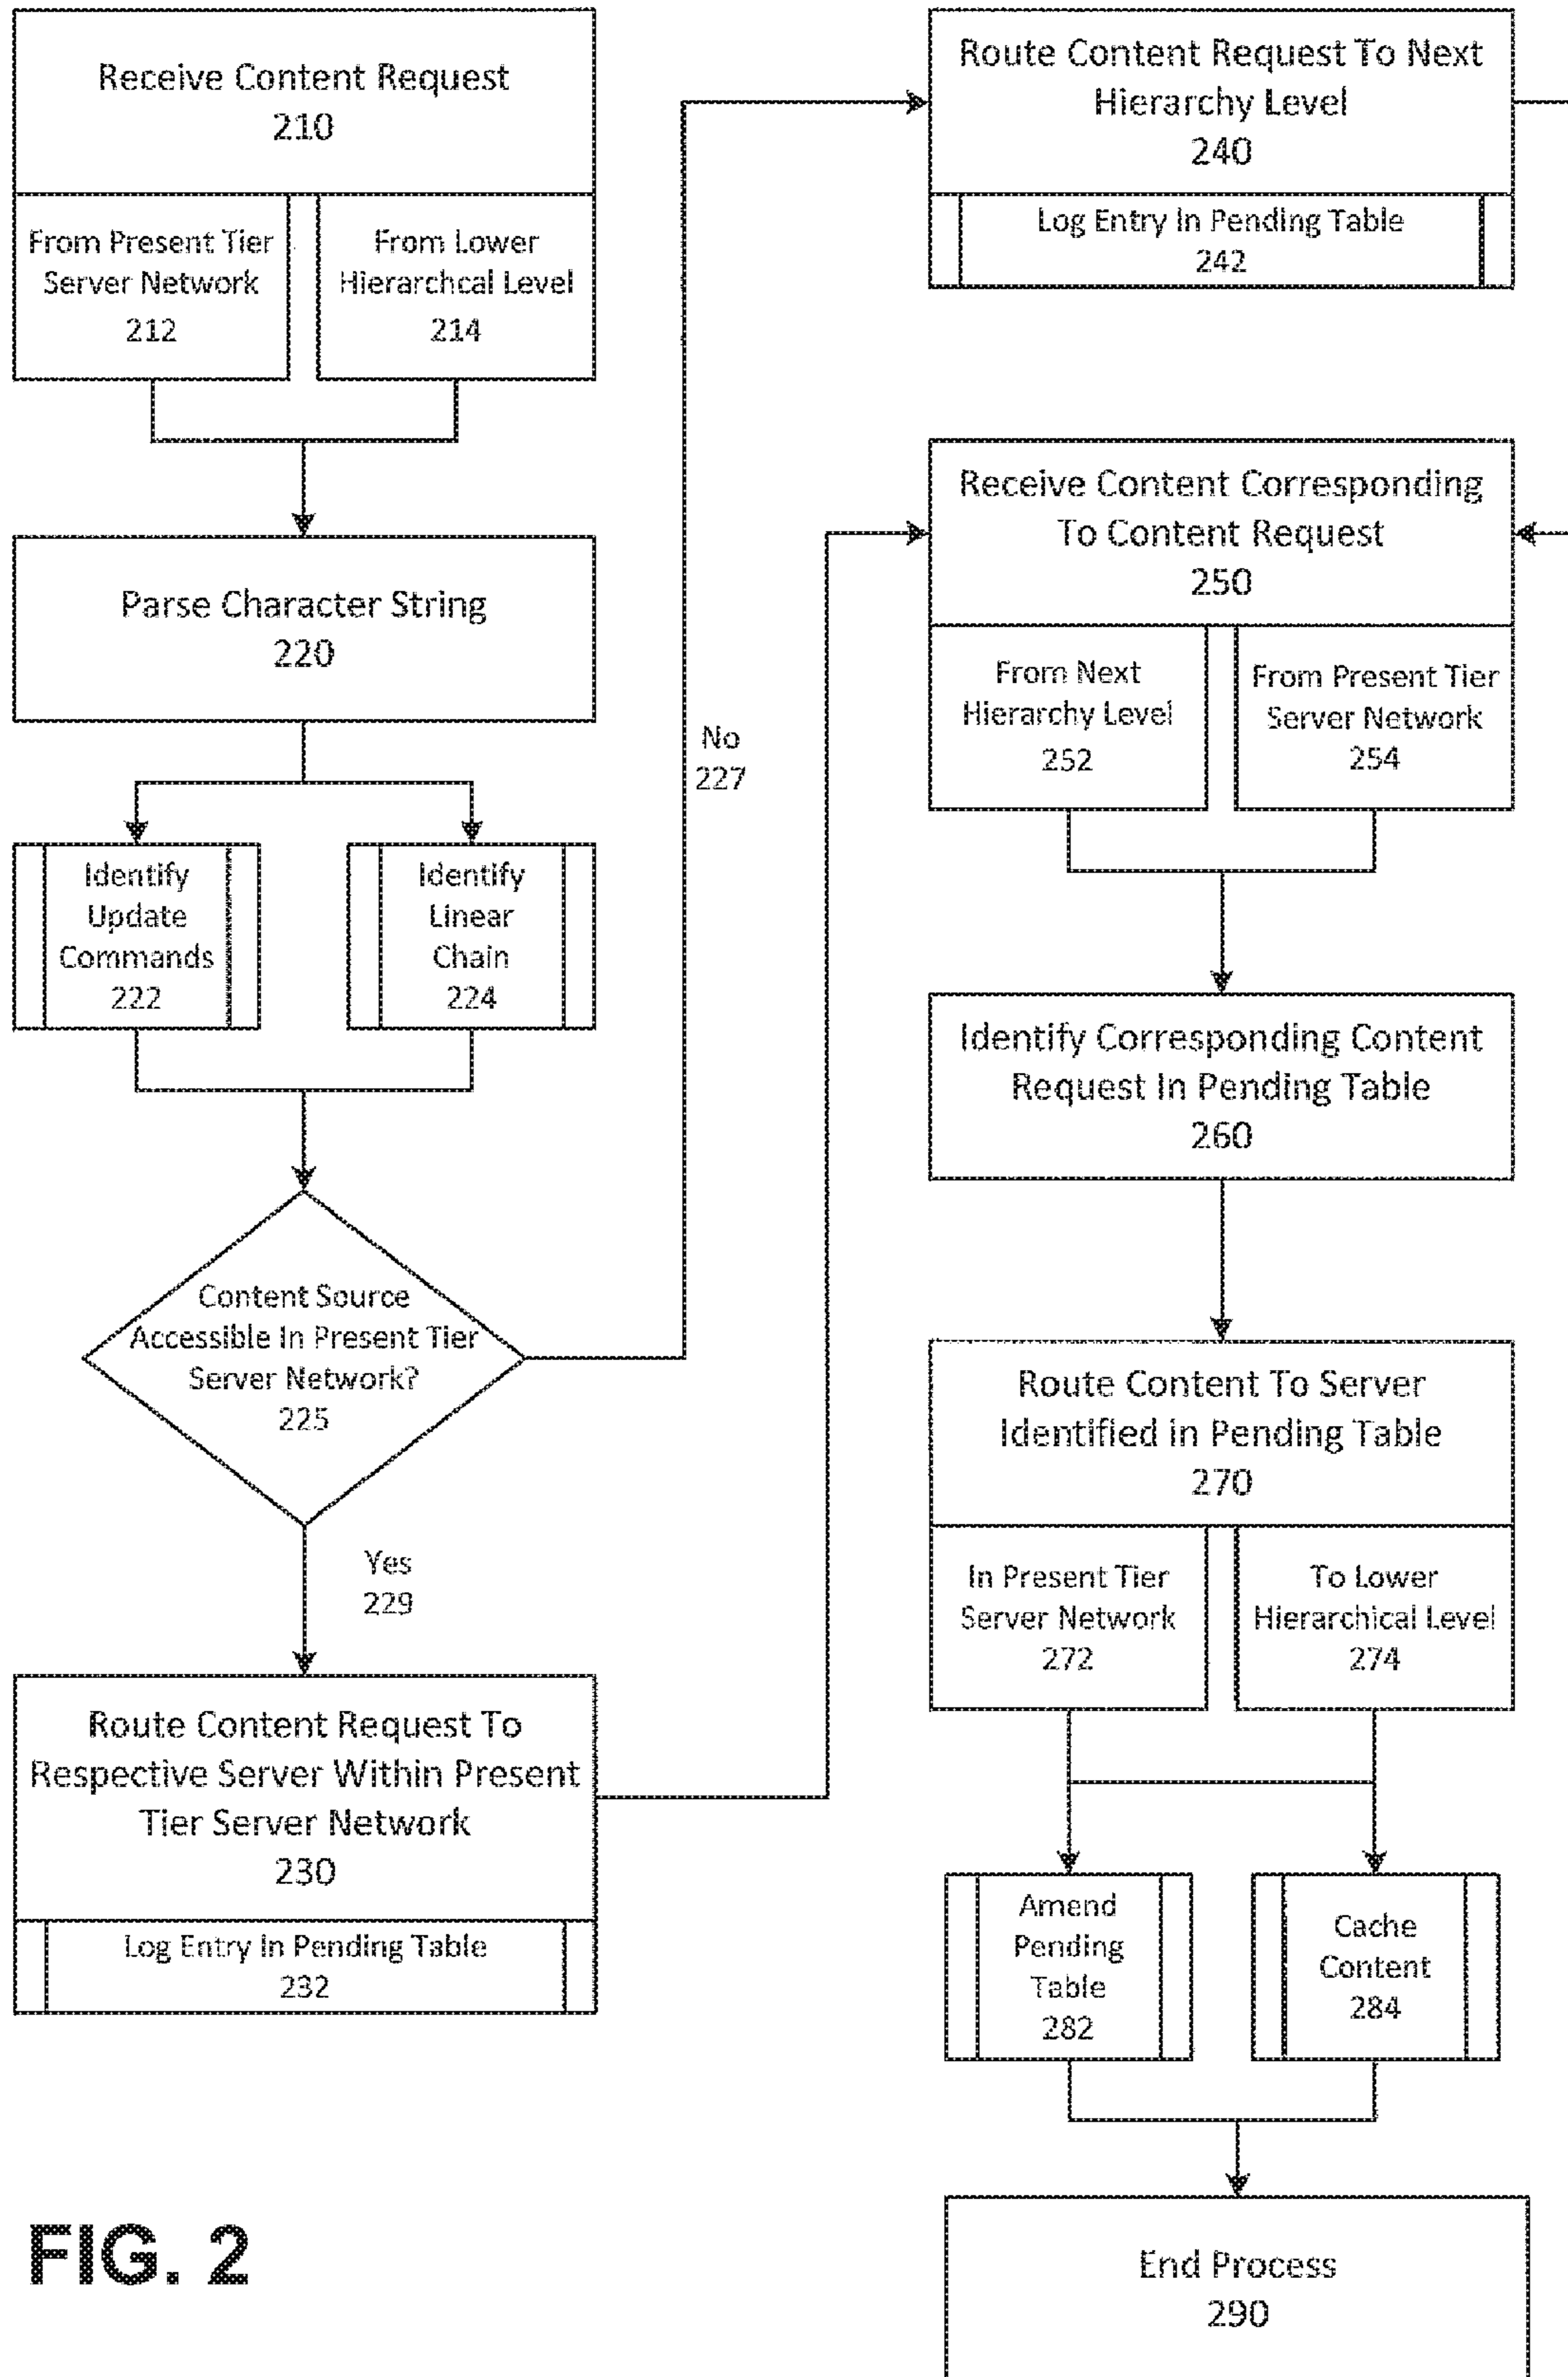 Receive Content Request
210
From Present Tier
Server Network
212
From Lower
Hierarchcal Level
214
Parse Character String
220
Identify
Update
Commands
222
Identify
Linear
Chain
224
Content Source
Accessible In Present Tier
Server Network?
225
No
227
Yes
229
Route Content Request To
Respective Server Within Present
Tier Server Network
230
Log Entry In Pending Table
232
Route Content Request To Next
Hierarchy Level
240
Log Entry In Pending Table
242
Receive Content Corresponding
To Content Request
250
From Next
Hierarchy Level
252
From Present Tier
Server Network
254
Identify Corresponding Content
Request In Pending Table
260
Route Content To Server
Identified in Pending Table
270
In Present Tier
Server Network
272
To Lower
Hierarchical Level
274
Amend
Pending
Table
282
Cache
Content
284
End Process
290
FIG. 2